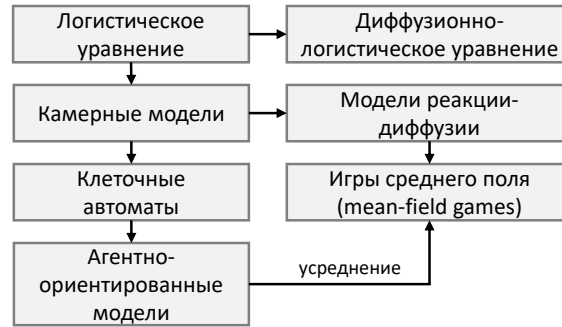 Логистическое
уравнение
Диффузионно-
логистическое уравнение
Камерные модели
Модели реакции-
диффузии
Клеточные
автоматы
Игры среднего поля
(mean-field games)
Агентно-
ориентированные
модели
усреднение